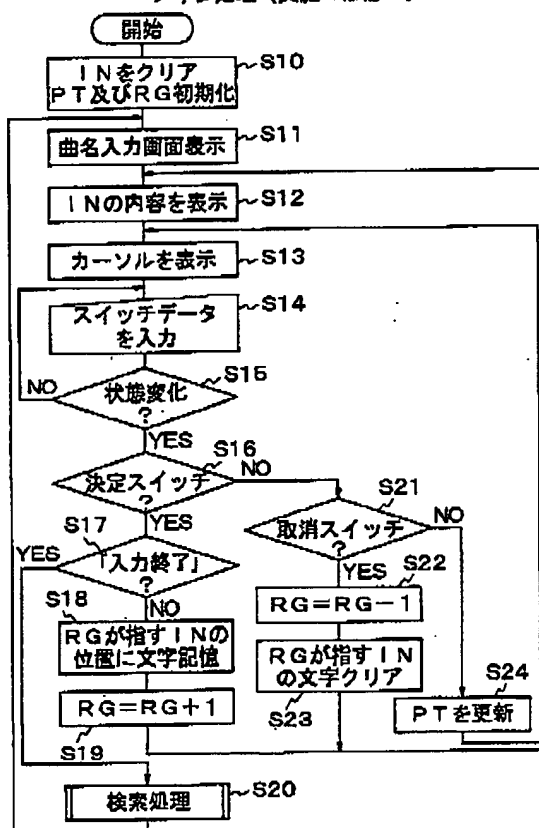 開始
INをクリア
PT及びRG初期化
S10
曲名入力画面表示
S11
INの内容を表示
S12
カーソルを表示
S13
スイッチデータ
を入力
S14
状態変化
?
S15
NO
YES
決定スイッチ
?
S16
NO
YES
取消スイッチ
?
S21
NO
YES
S17
「入力終了」
?
YES
NO
S18
RGが指すINの
位置に文字記憶
RG=RG-1
S22
RGが指すIN
の文字クリア
S23
RG=RG+1
S19
PTを更新
S24
検索処理
S20